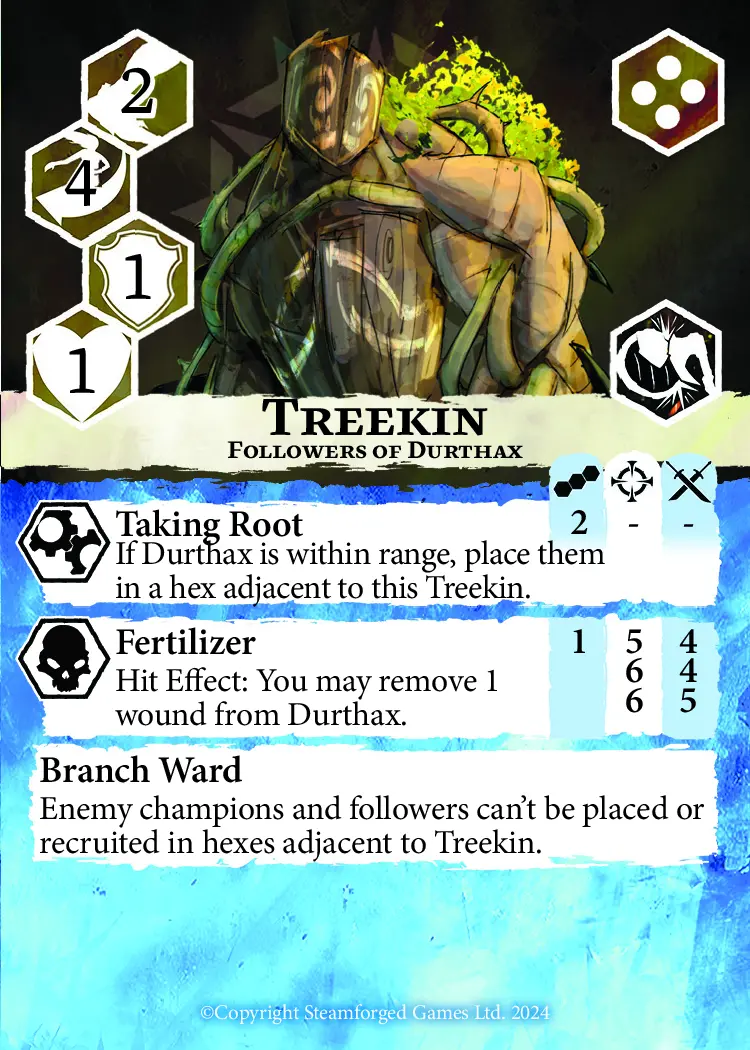 2
4
1
1
Treekin
Followers of Durthax
Taking Root 2 - -
If Durthax is within range, place them
in a hex adjacent to this Treekin.
Fertilizer 1 5 4
6 4
Hit Effect: You may remove 1
6 5
wound from Durthax.
Branch Ward
Enemy champions and followers can’t be placed or
recruited in hexes adjacent to Treekin.
©Copyright Steamforged Games Ltd. 2024